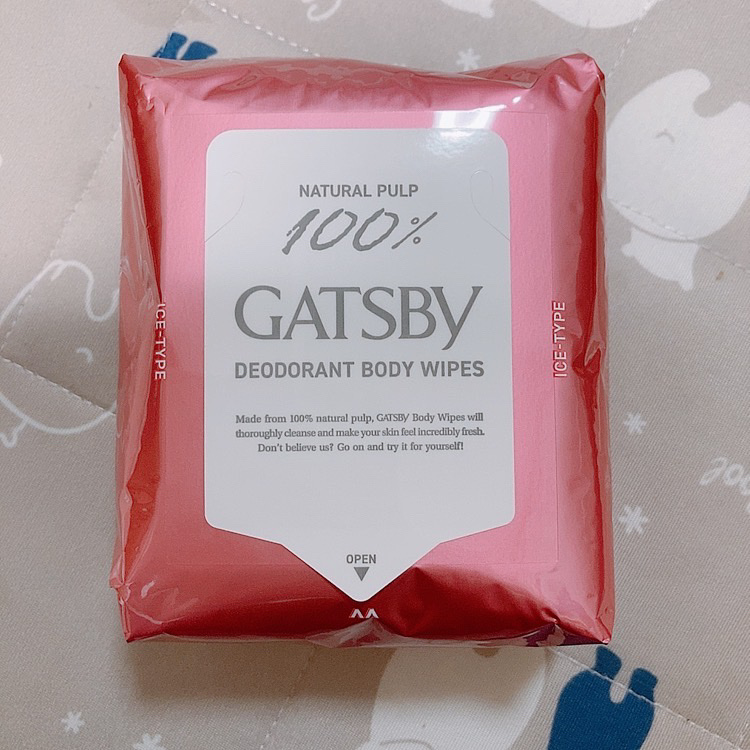 NATURAL PULP
100%
GATSBY
DEODORANT BODY WIPES
Made from 100% natural pulp, GATSBY Body Wipes will
thoroughly cleanse and make your skin feel incredibly fresh.
Don't believe us? Go on and try it for yourself!
OPEN
ICE-TYPE
ICE-TYPE